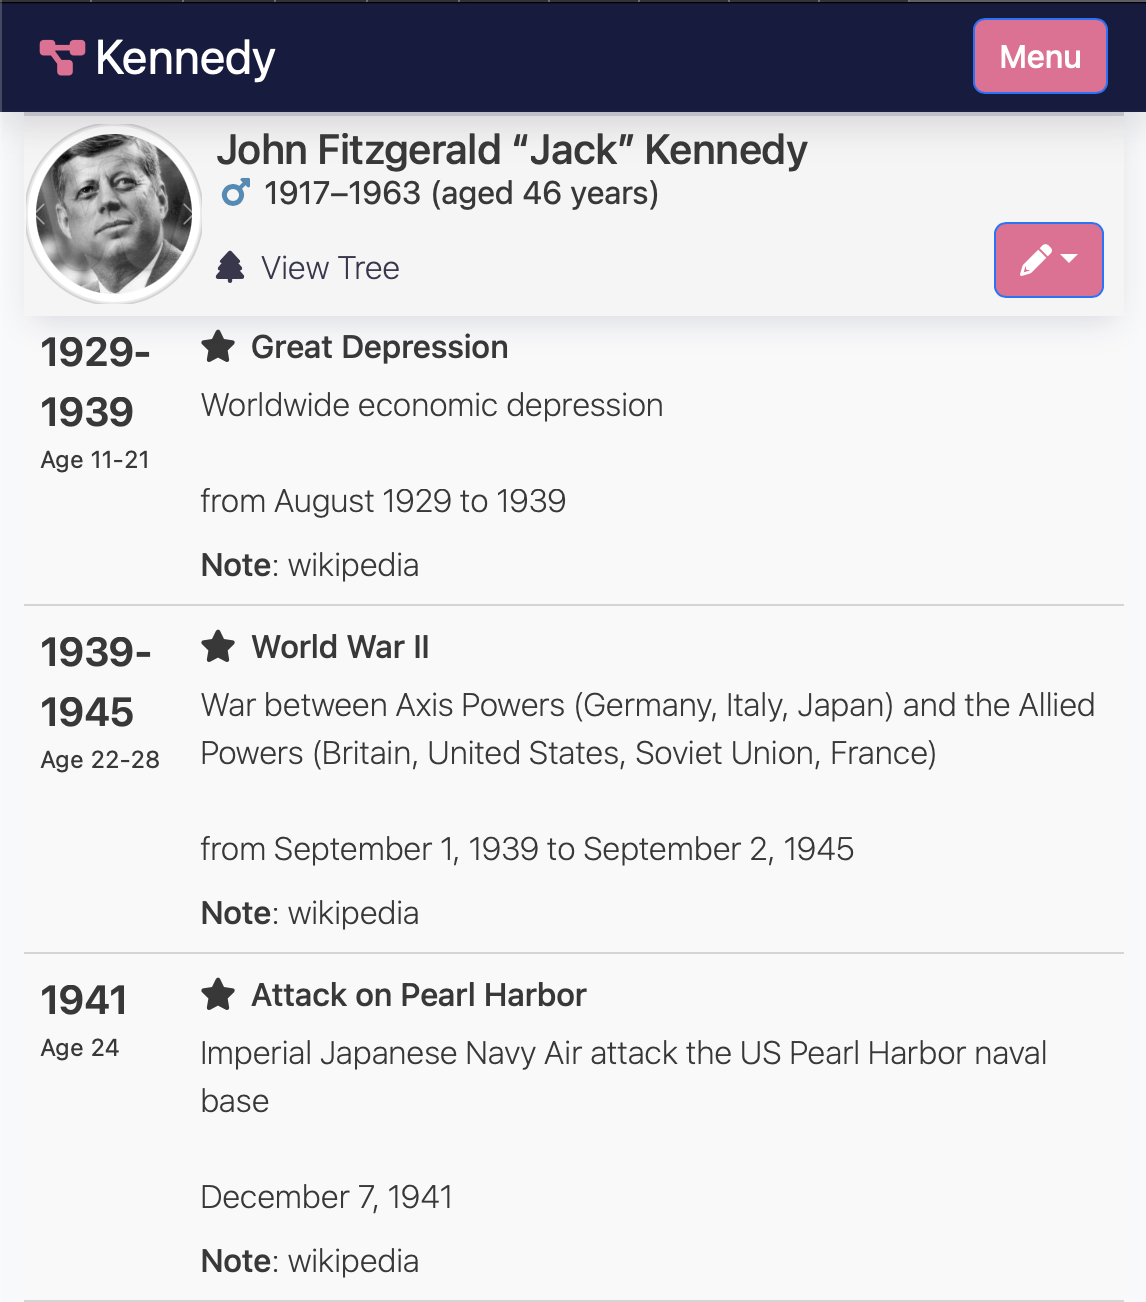 Kennedy
Menu
John Fitzgerald “Jack” Kennedy
1917–1963 (aged 46 years)
View Tree
1929-
1939
Age 11-21
Great Depression
Worldwide economic depression
from August 1929 to 1939
Note: wikipedia
1939-
1945
Age 22-28
World War II
War between Axis Powers (Germany, Italy, Japan) and the Allied
Powers (Britain, United States, Soviet Union, France)
from September 1, 1939 to September 2, 1945
Note: wikipedia
1941
Age 24
Attack on Pearl Harbor
Imperial Japanese Navy Air attack the US Pearl Harbor naval
base
December 7, 1941
Note: wikipedia